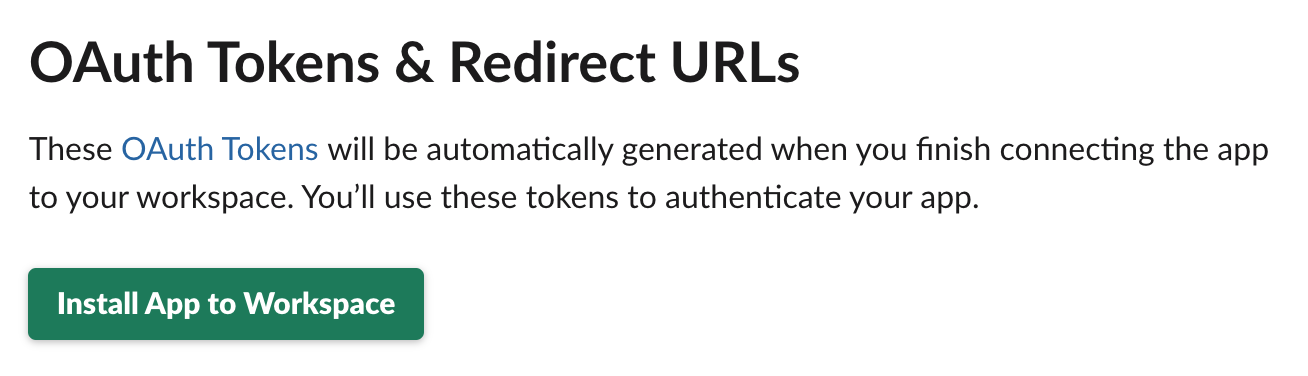 OAuth Tokens & Redirect URLs
These OAuth Tokens will be automatically generated when you finish connecting the app
to your workspace. You’ll use these tokens to authenticate your app.
Install App to Workspace